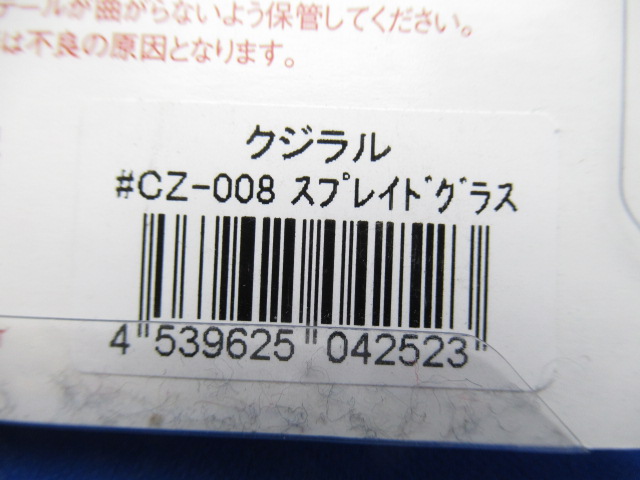 テールが曲がらないよう保管してください。
は不良の原因となります。
クジラル
#CZ-008 スプレイドグラス
4 539625 042523